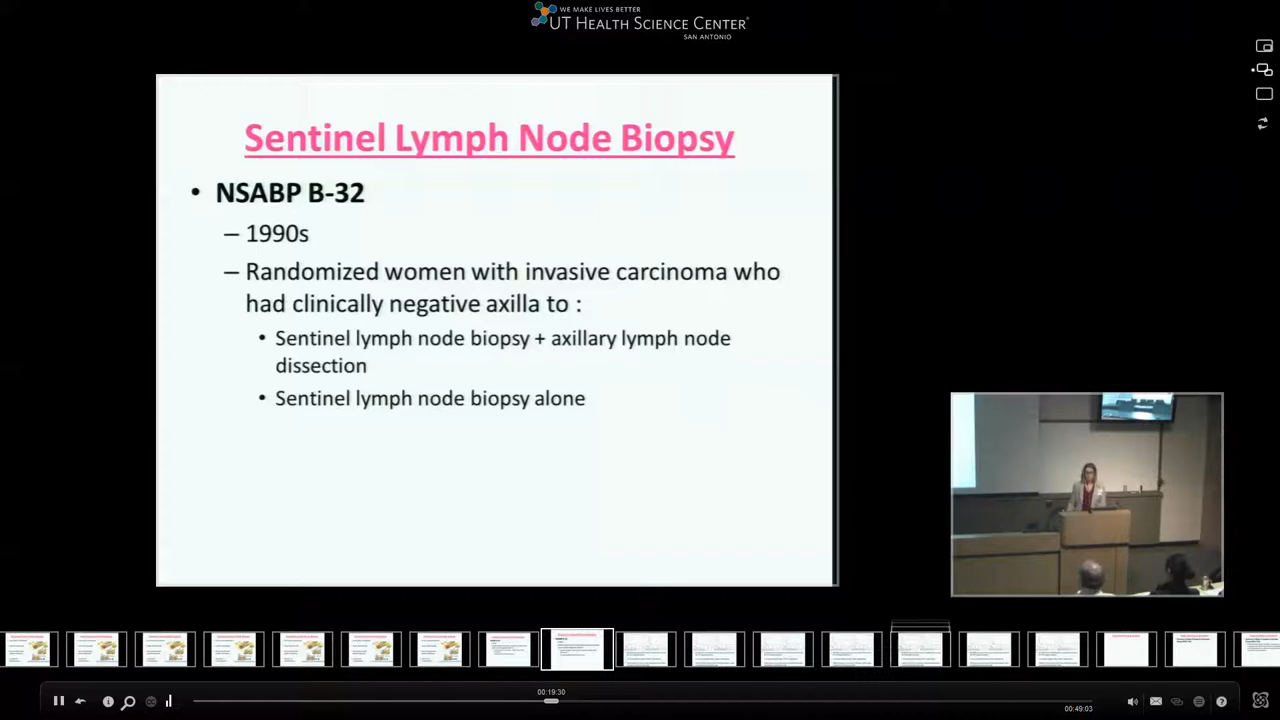 WE MAKE LIVES BETTER
UT HEALTH SCIENCE CENTER®
SAN ANTONIO
Sentinel Lymph Node Biopsy
• NSABP B-32
– 1990s
– Randomized women with invasive carcinoma who
had clinically negative axilla to :
• Sentinel lymph node biopsy + axillary lymph node
dissection
• Sentinel lymph node biopsy alone
00:19:30
00:49:03